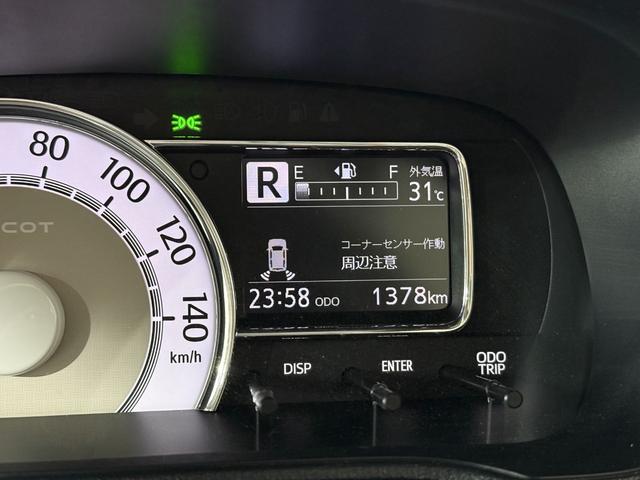 80
100
120
140
km/h
COT
R E F 外気温
31℃
コーナーセンサー作動
周辺注意
23:58 ODO 1378km
DISP ENTER ODO
TRIP